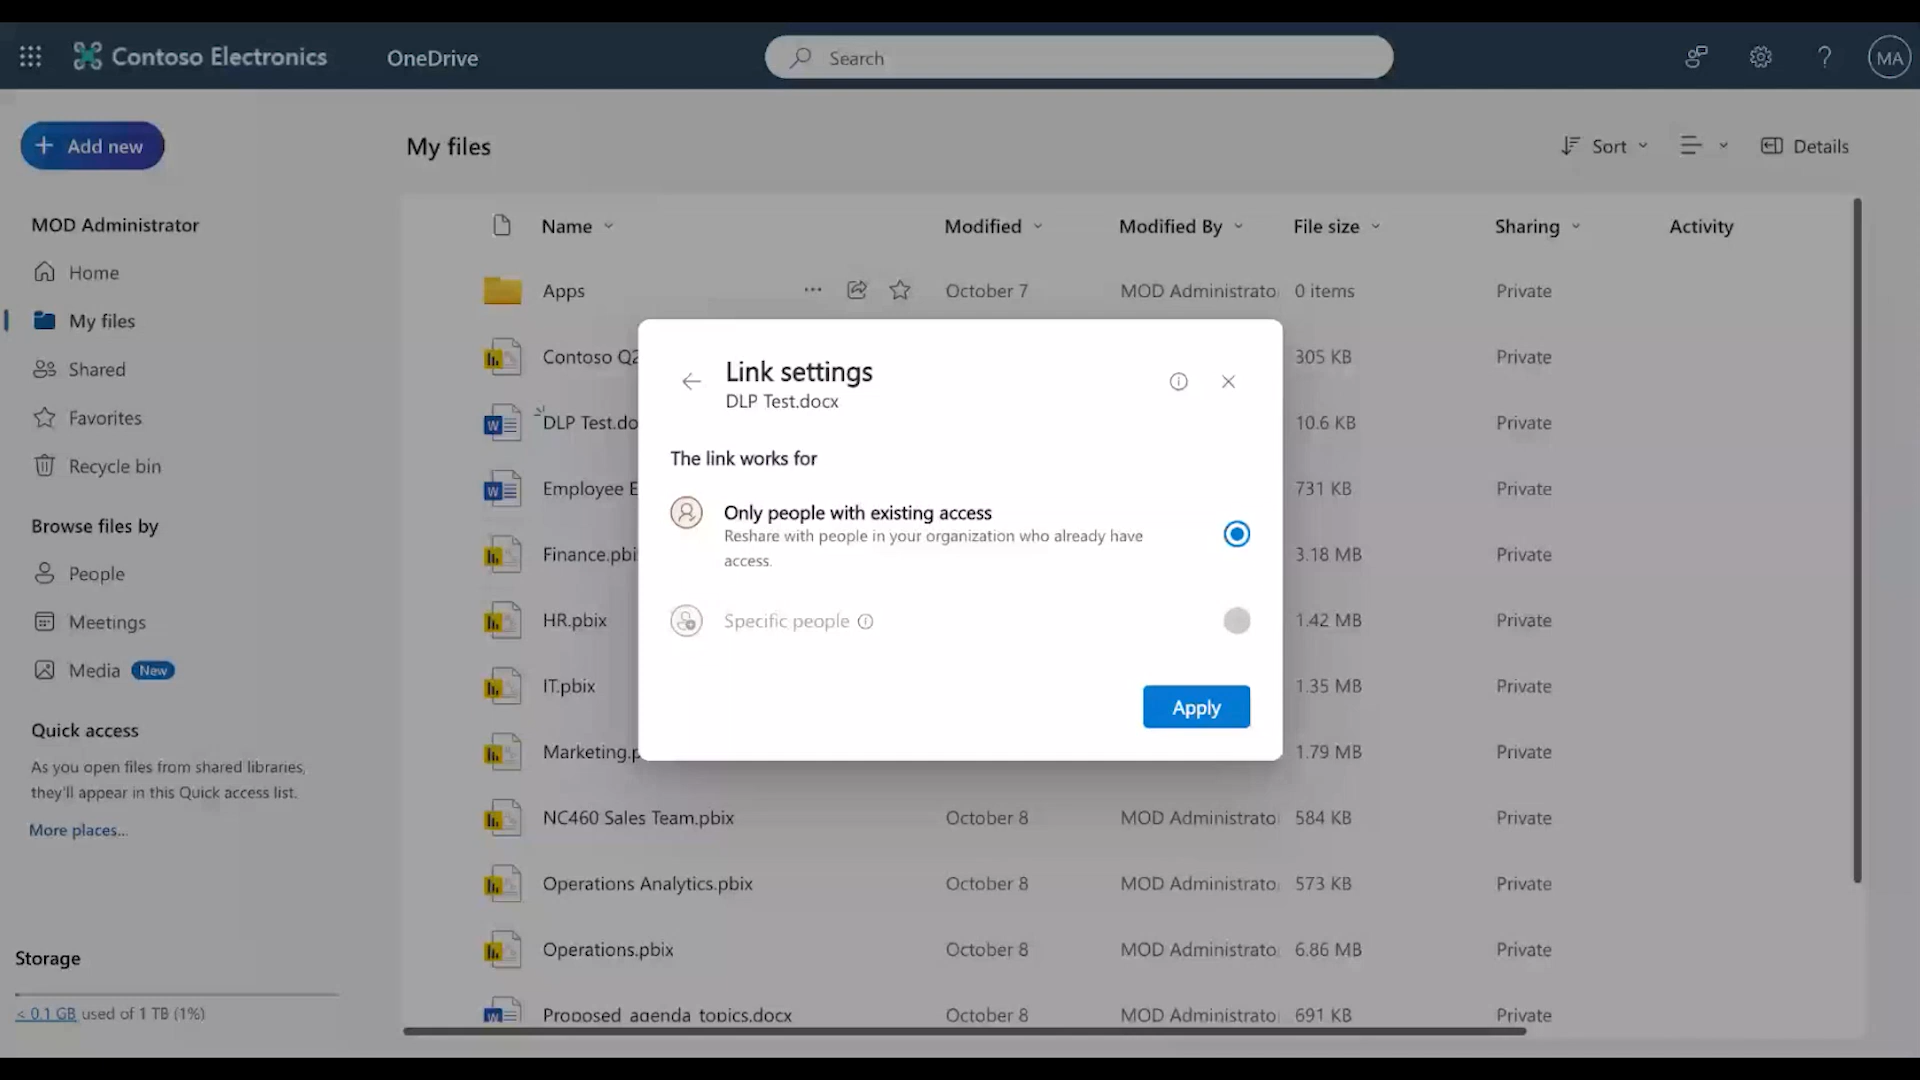 Contoso Electronics
OneDrive
Search
MA
Add new
My files
Sort
Details
MOD Administrator
Home
My files
Shared
Favorites
Recycle bin
Browse files by
People
Meetings
Media New
Quick access
As you open files from shared libraries,
they'll appear in this Quick access list.
More places...
Storage
< 0.1 GB used of 1 TB (1%)
Name Modified Modified By File size Sharing Activity
Apps October 7 MOD Administrato 0 items Private
Contoso Q2 305 KB Private
DLP Test.do 10.6 KB Private
Employee E 731 KB Private
Finance.pbi 3.18 MB Private
HR.pbix 1.42 MB Private
IT.pbix 1.35 MB Private
Marketing.p 1.79 MB Private
NC460 Sales Team.pbix October 8 MOD Administrato 584 KB Private
Operations Analytics.pbix October 8 MOD Administrato 573 KB Private
Operations.pbix October 8 MOD Administrato 6.86 MB Private
Proposed agenda topics.docx October 8 MOD Administrato 691 KB Private
Link settings
DLP Test.docx
The link works for
Only people with existing access
Reshare with people in your organization who already have
access.
Specific people
Apply